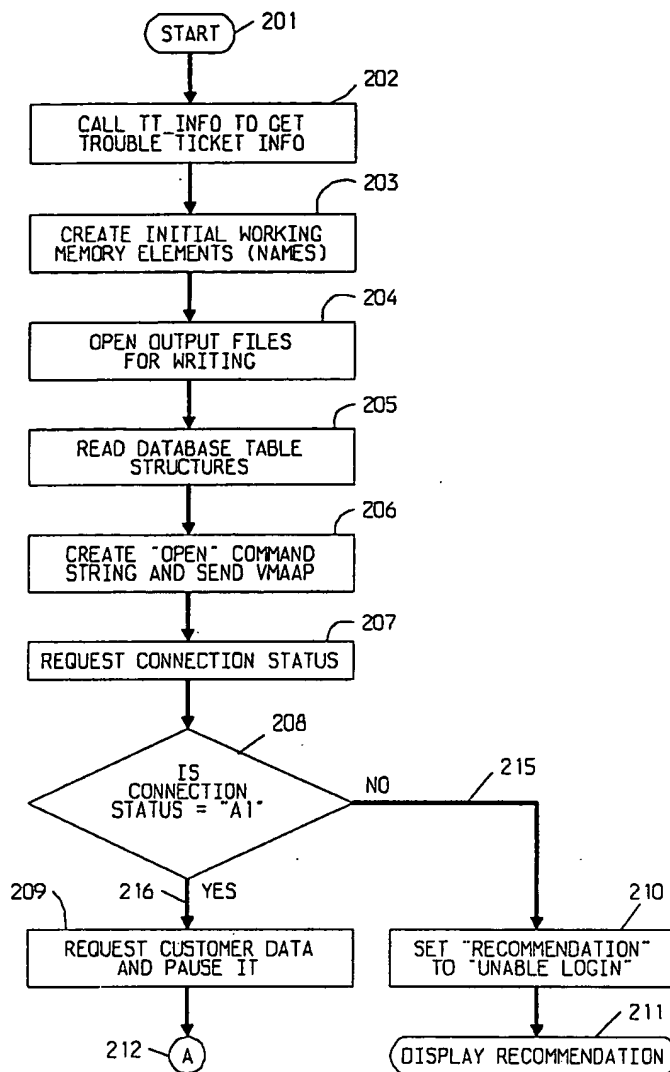 START
201
202
CALL TT_INFO TO GET
TROUBLE TICKET INFO
203
CREATE INITIAL WORKING
MEMORY ELEMENTS (NAMES)
204
OPEN OUTPUT FILES
FOR WRITING
205
READ DATABASE TABLE
STRUCTURES
206
CREATE "OPEN" COMMAND
STRING AND SEND VMAAP
207
REQUEST CONNECTION STATUS
208
IS
CONNECTION
STATUS = "A1"
NO
215
216
YES
209
REQUEST CUSTOMER DATA
AND PAUSE IT
210
SET "RECOMMENDATION"
TO "UNABLE LOGIN"
211
212
A
DISPLAY RECOMMENDATION